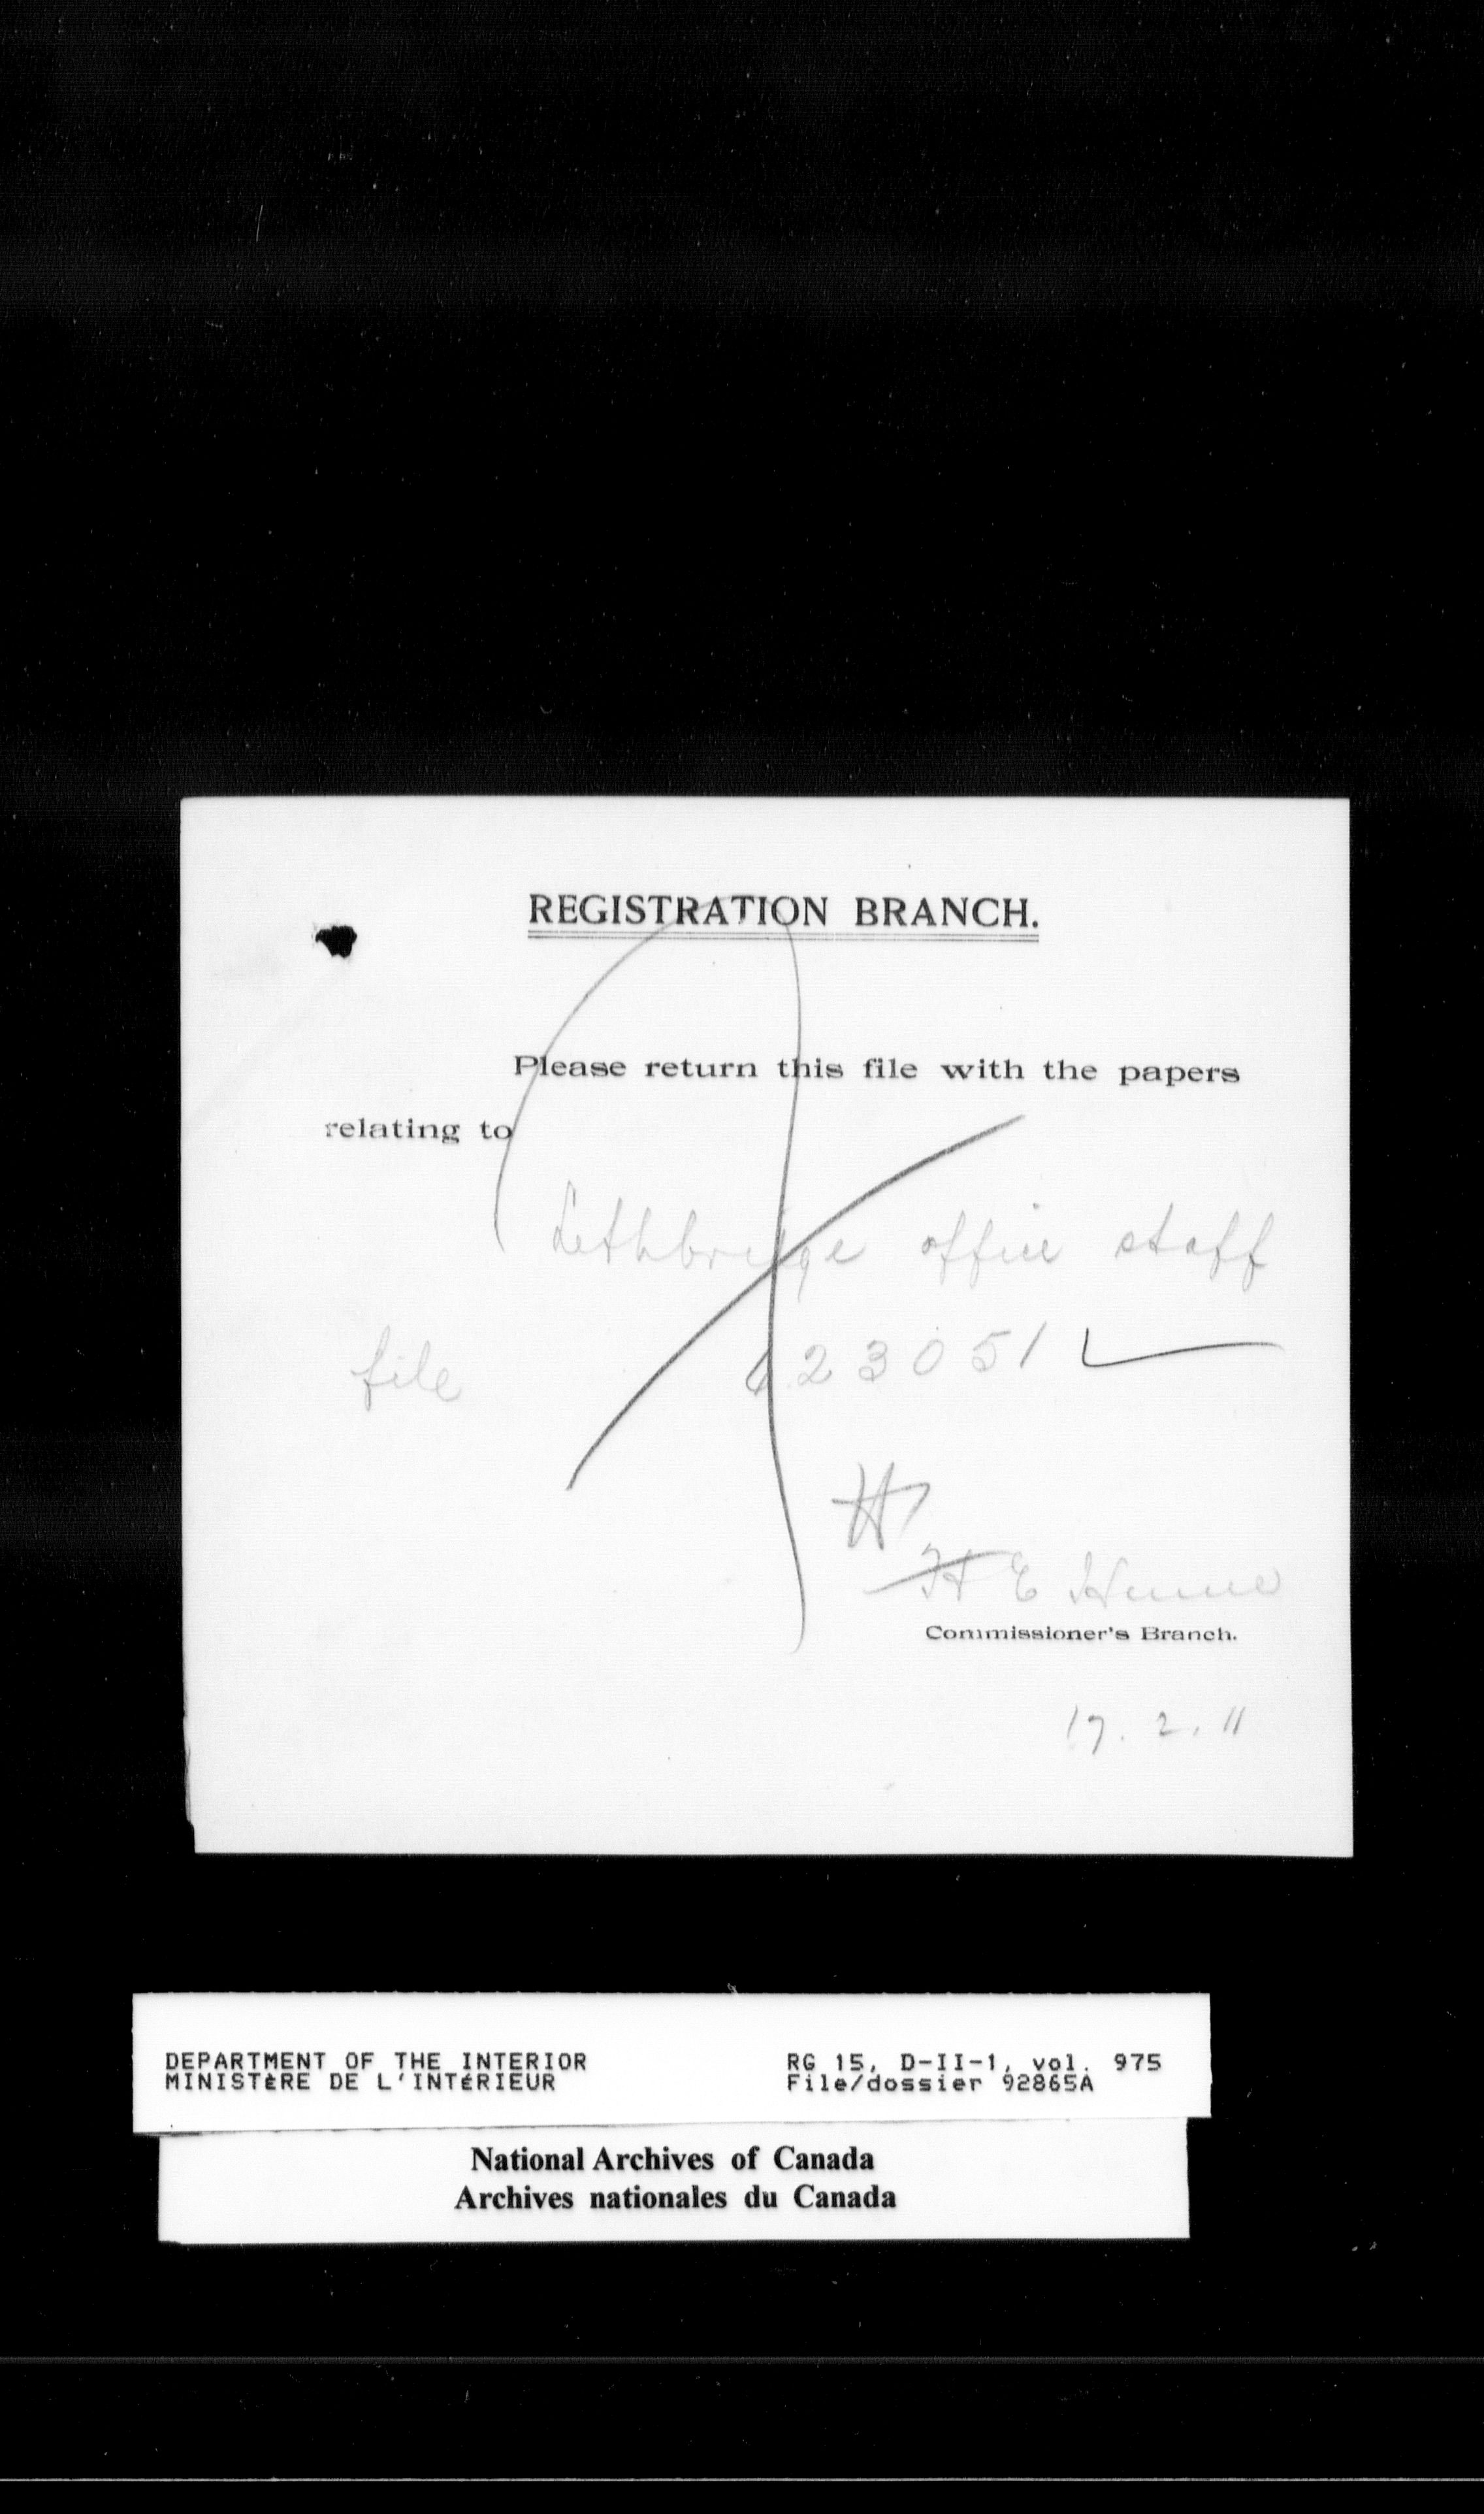 REGISTRATION BRANCH.
Please return this file with the papers
relating to
Lethbridge office staff
file 623051
H E Hume
Commissioner's Branch.
17. 2. 11
DEPARTMENT OF THE INTERIOR
MINISTÈRE DE L'INTÉRIEUR
RG 15, D-II-1, vol. 975
File/dossier 92865A
National Archives of Canada
Archives nationales du Canada